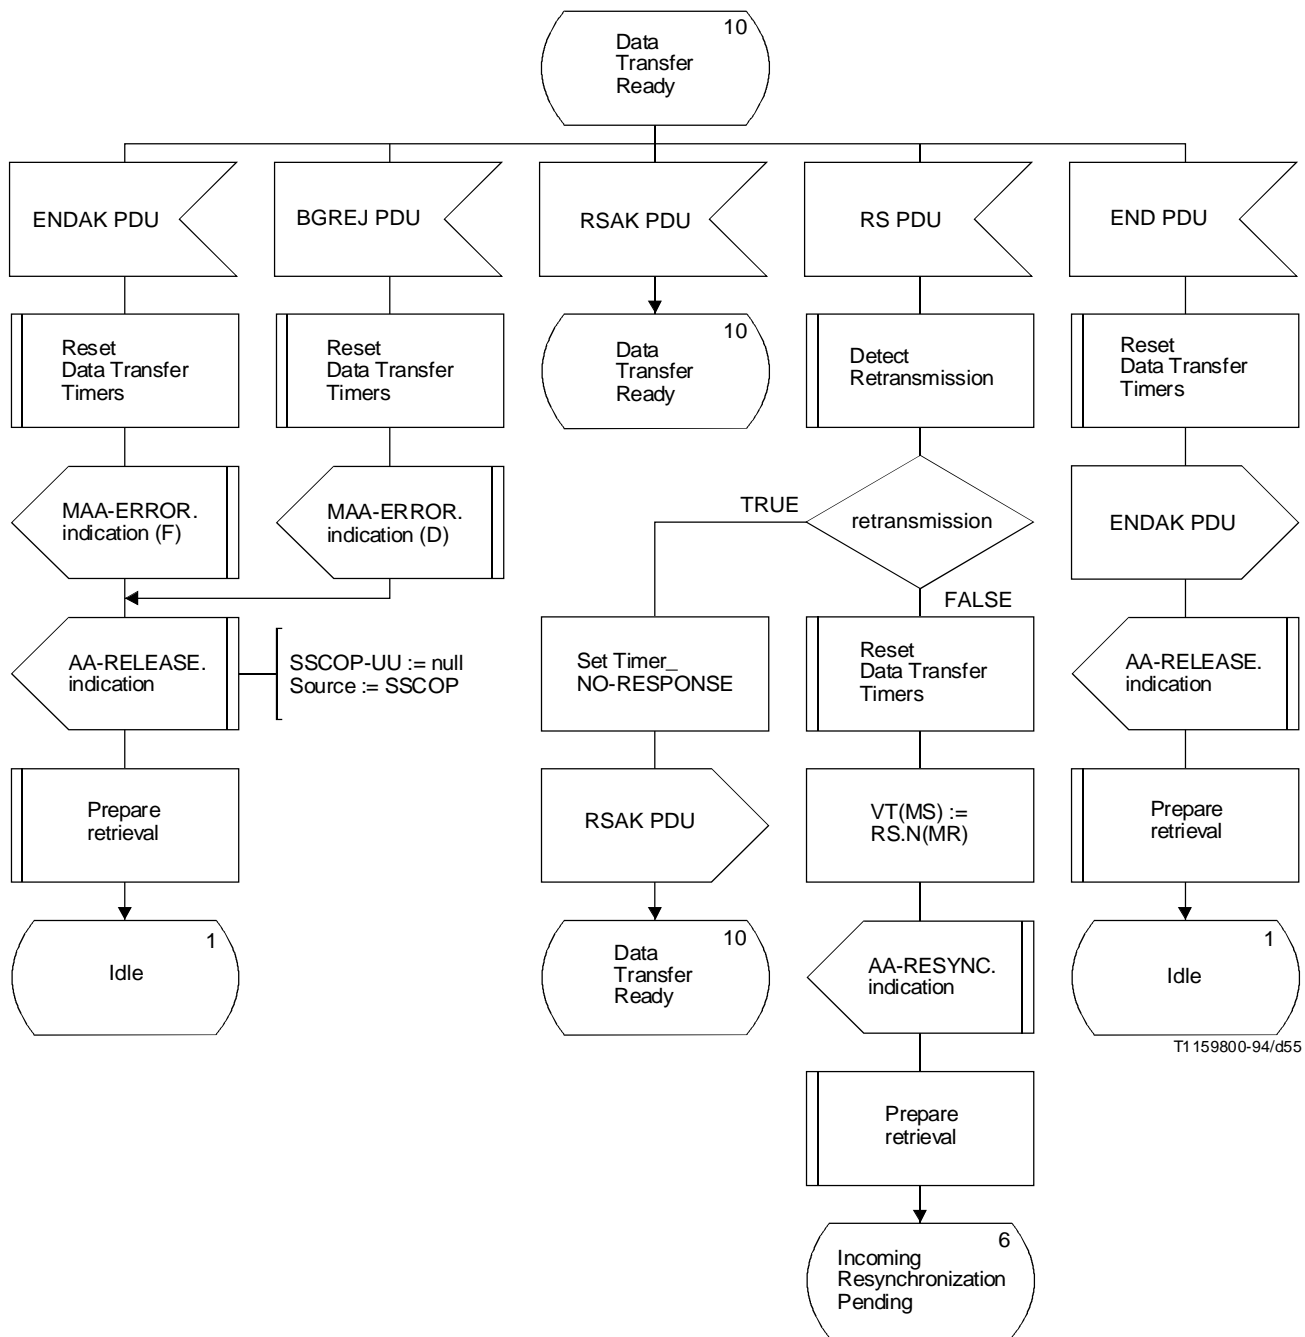 10
Data
Transfer
Ready
ENDAK PDU
BGREJ PDU
RSAK PDU
RS PDU
END PDU
Reset
Data Transfer
Timers
Reset
Data Transfer
Timers
10
Data
Transfer
Ready
Detect
Retransmission
Reset
Data Transfer
Timers
MAA-ERROR.
indication (F)
MAA-ERROR.
indication (D)
TRUE
retransmission
FALSE
ENDAK PDU
AA-RELEASE.
indication
SSCOP-UU := null
Source := SSCOP
Set Timer_
NO-RESPONSE
Reset
Data Transfer
Timers
AA-RELEASE.
indication
Prepare
retrieval
RSAK PDU
VT(MS) :=
RS.N(MR)
Prepare
retrieval
1
Idle
10
Data
Transfer
Ready
AA-RESYNC.
indication
1
Idle
T1159800-94/d55
Prepare
retrieval
6
Incoming
Resynchronization
Pending